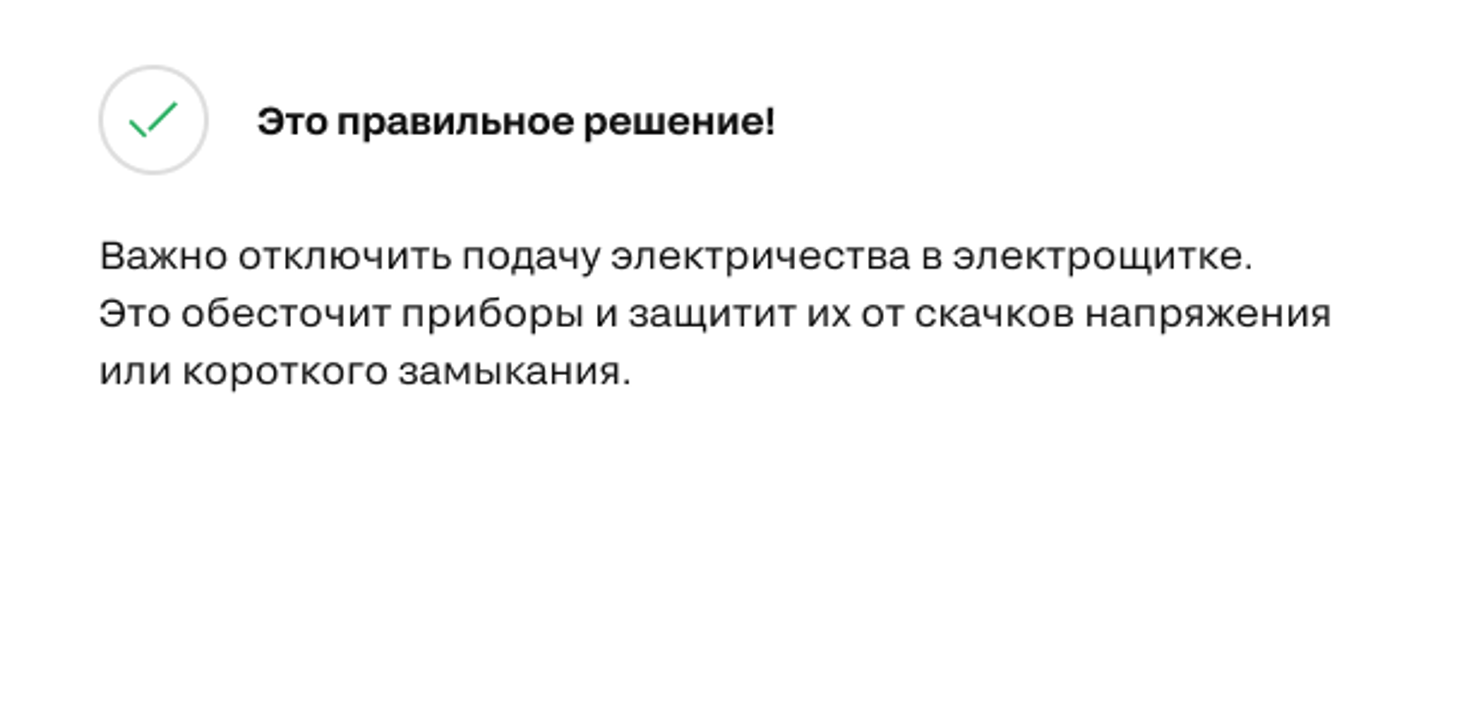 Это правильное решение!
Важно отключить подачу электричества в электрощитке.
Это обесточит приборы и защитит их от скачков напряжения
или короткого замыкания.